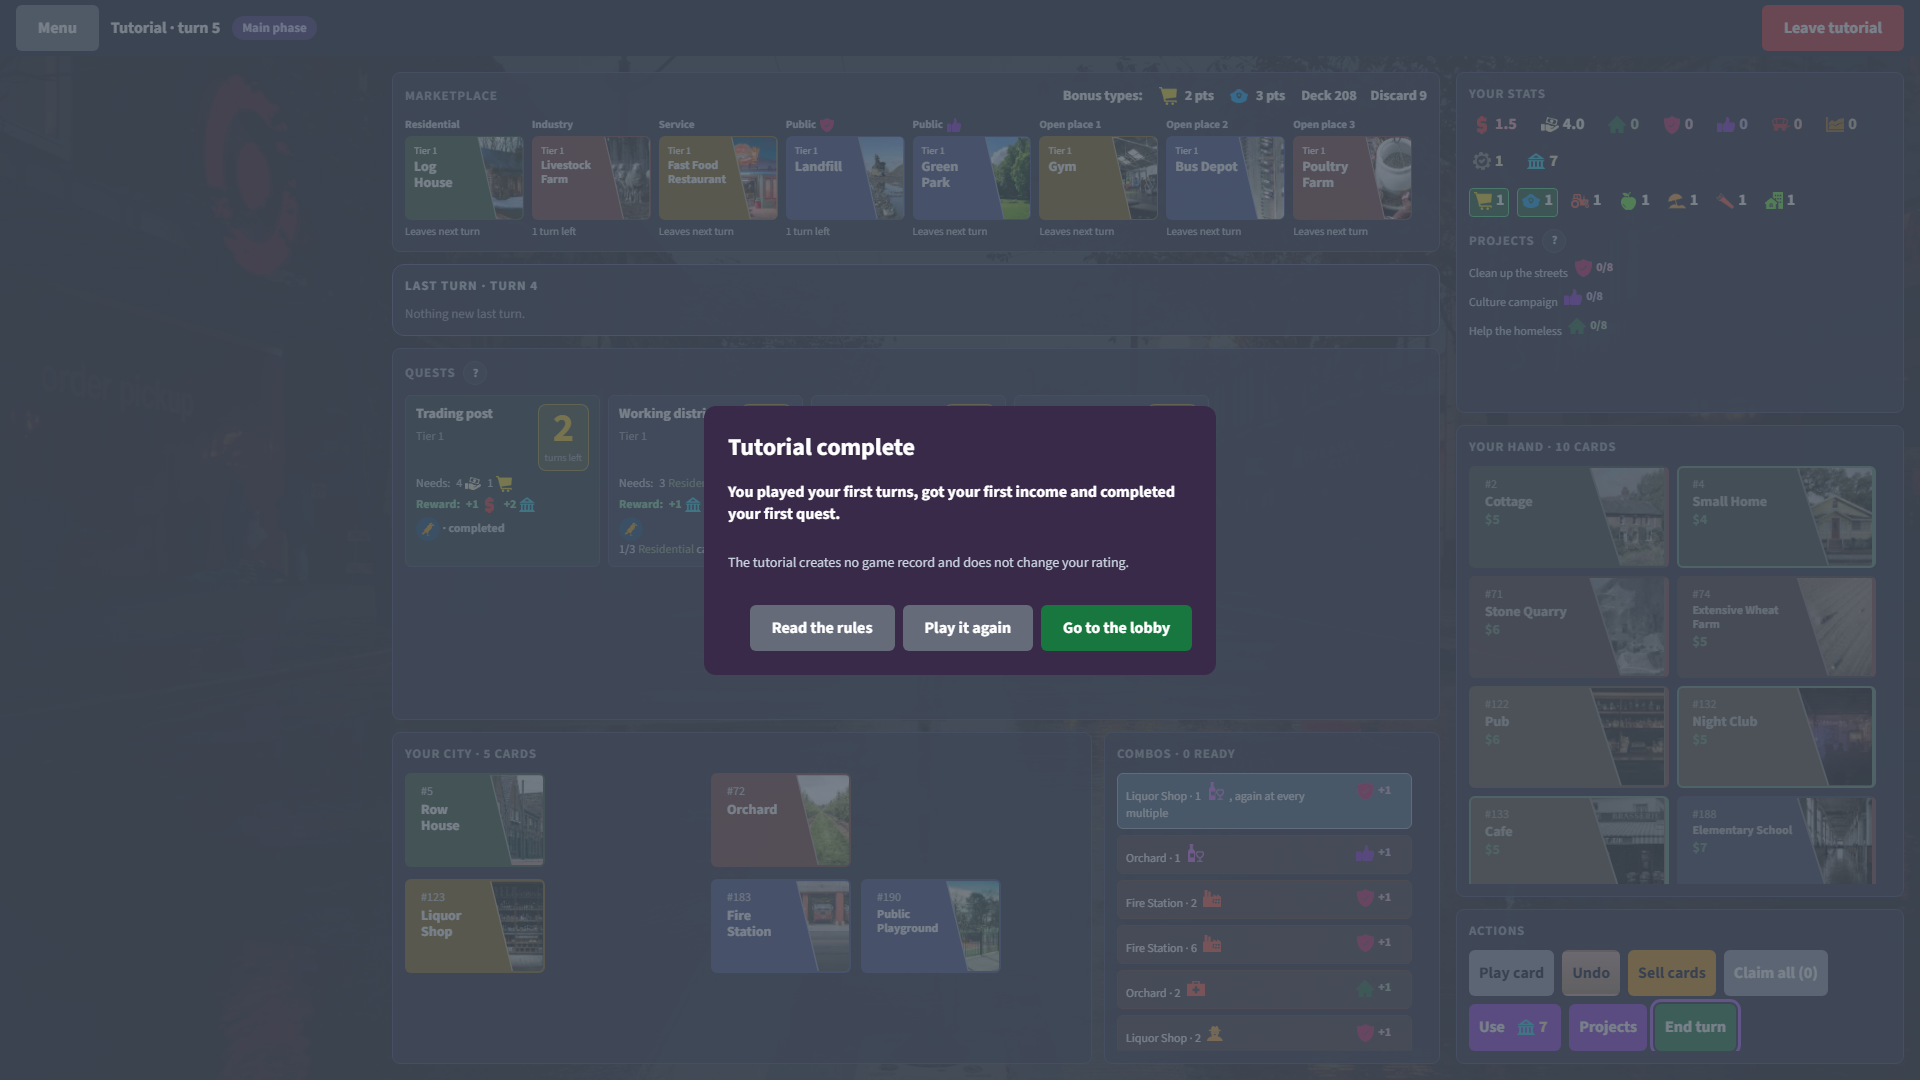 Menu
Tutorial · turn 5
Main phase
Leave tutorial
MARKETPLACE
Bonus types:
2 pts
3 pts
Deck 208
Discard 9
Residential
Industry
Service
Public
Public
Open place 1
Open place 2
Open place 3
Tier 1
Log
House
Tier 1
Livestock
Farm
Tier 1
Fast Food
Restaurant
Tier 1
Landfill
Tier 1
Green
Park
Tier 1
Gym
Tier 1
Bus Depot
Tier 1
Poultry
Farm
Leaves next turn
1 turn left
Leaves next turn
1 turn left
Leaves next turn
Leaves next turn
Leaves next turn
Leaves next turn
LAST TURN · TURN 4
Nothing new last turn.
QUESTS ?
Trading post
Tier 1
2
turns left
Needs: 4 1
Reward: +1 +2
· completed
Working distri
Tier 1
Needs: 3 Reside
Reward: +1
1/3 Residential ca
Tutorial complete
You played your first turns, got your first income and completed
your first quest.
The tutorial creates no game record and does not change your rating.
Read the rules
Play it again
Go to the lobby
YOUR CITY · 5 CARDS
#5
Row
House
#72
Orchard
#123
Liquor
Shop
#183
Fire
Station
#190
Public
Playground
COMBOS · 0 READY
Liquor Shop · 1 , again at every
multiple
+1
Orchard · 1 +1
Fire Station · 2 +1
Fire Station · 6 +1
Orchard · 2 +1
Liquor Shop · 2 +1
YOUR STATS
1.5 4.0 0 0 0 0 0
1 7
1 1 1 1 1 1 1
PROJECTS ?
Clean up the streets 0/8
Culture campaign 0/8
Help the homeless 0/8
YOUR HAND · 10 CARDS
#2
Cottage
$5
#4
Small Home
$4
#71
Stone Quarry
$6
#74
Extensive Wheat
Farm
$5
#122
Pub
$6
#132
Night Club
$5
#133
Cafe
$5
#188
Elementary School
$7
ACTIONS
Play card
Undo
Sell cards
Claim all (0)
Use 7
Projects
End turn